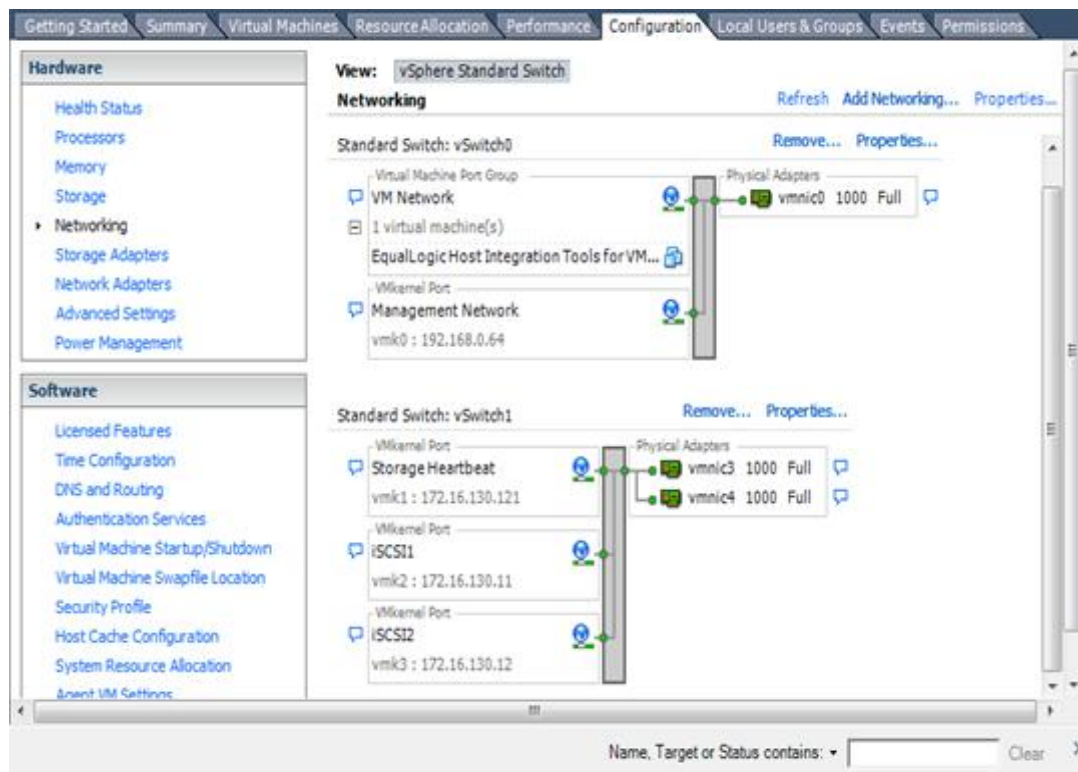 Getting Started Summary Virtual Machines Resource Allocation Performance Configuration Local Users & Groups Events Permissions
Hardware
Health Status
Processors
Memory
Storage
Networking
Storage Adapters
Network Adapters
Advanced Settings
Power Management
Software
Licensed Features
Time Configuration
DNS and Routing
Authentication Services
Virtual Machine Startup/Shutdown
Virtual Machine Swapfile Location
Security Profile
Host Cache Configuration
System Resource Allocation
Agent VM Settings
View: vSphere Standard Switch
Networking Refresh Add Networking... Properties...
Standard Switch: vSwitch0 Remove... Properties...
Virtual Machine Port Group Physical Adapters
VM Network vmnic0 1000 Full
1 virtual machine(s)
EqualLogic Host Integration Tools for VM...
VMkernel Port
Management Network
vmk0 : 192.168.0.64
Standard Switch: vSwitch1 Remove... Properties...
VMkernel Port Physical Adapters
Storage Heartbeat vmnic3 1000 Full
vmk1 : 172.16.130.121 vmnic4 1000 Full
VMkernel Port
iSCSI1
vmk2 : 172.16.130.11
VMkernel Port
iSCSI2
vmk3 : 172.16.130.12
Name, Target or Status contains: Clear